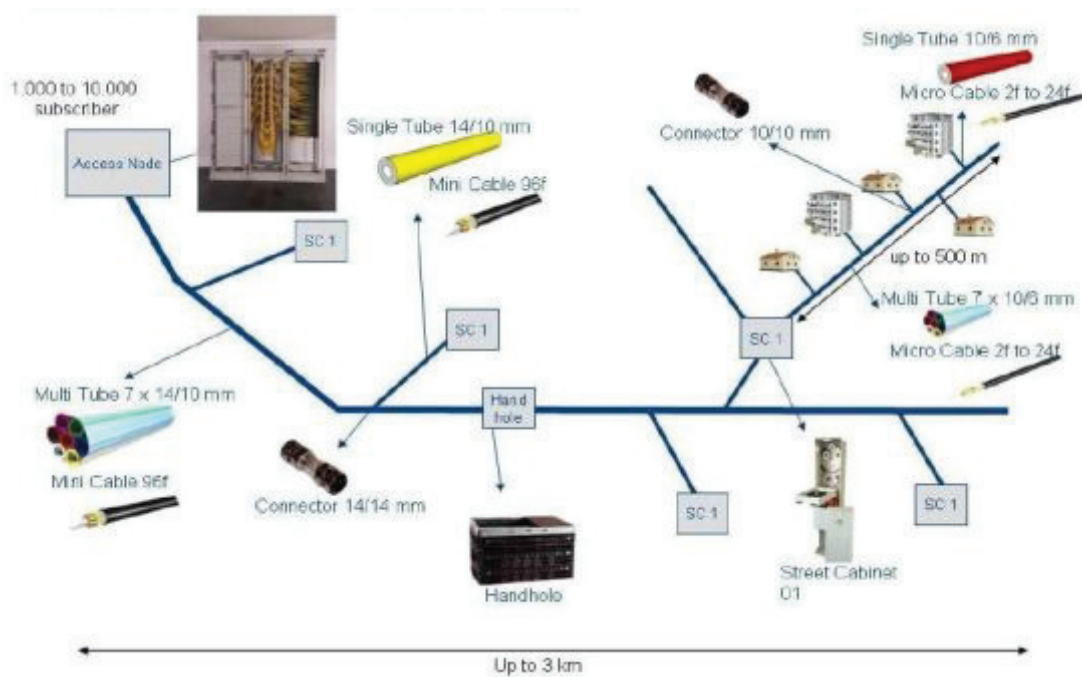 1.000 to 10.000
subscriber
Access Node
SC 1
Single Tube 14/10 mm
Mini Cable 96f
SC 1
Multi Tube 7 x 14/10 mm
Mini Cable 96f
Connector 14/14 mm
Hand
hole
Handhole
Single Tube 10/6 mm
Micro Cable 2f to 24f
Connector 10/10 mm
up to 500 m
Multi Tube 7 x 10/6 mm
Micro Cable 2f to 24f
SC 1
SC 1
SC 1
Street Cabinet
01
Up to 3 km